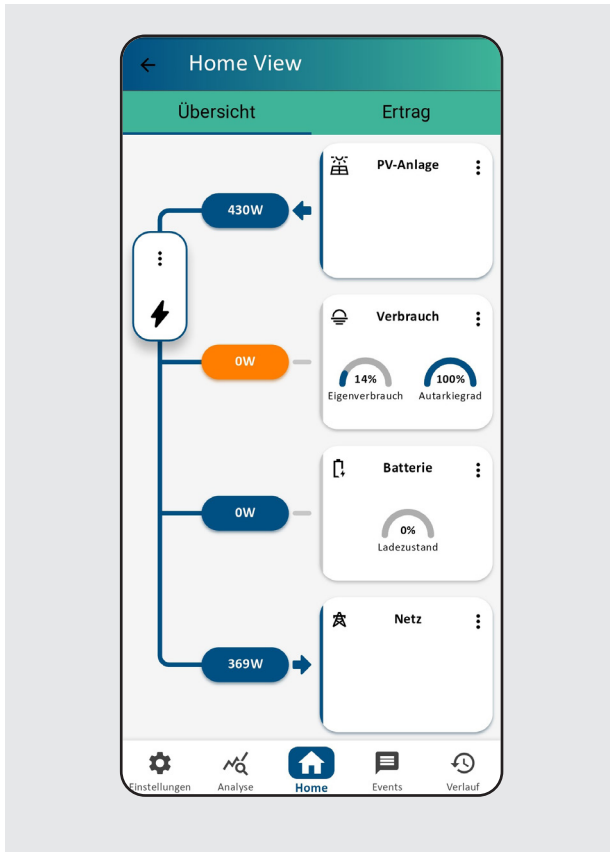 Home View
Übersicht
Ertrag
PV-Anlage
430W
Verbrauch
0W
14%
100%
Eigenverbrauch
Autarkiegrad
Batterie
0W
0%
Ladezustand
Netz
369W
Einstellungen
Analyse
Home
Events
Verlauf